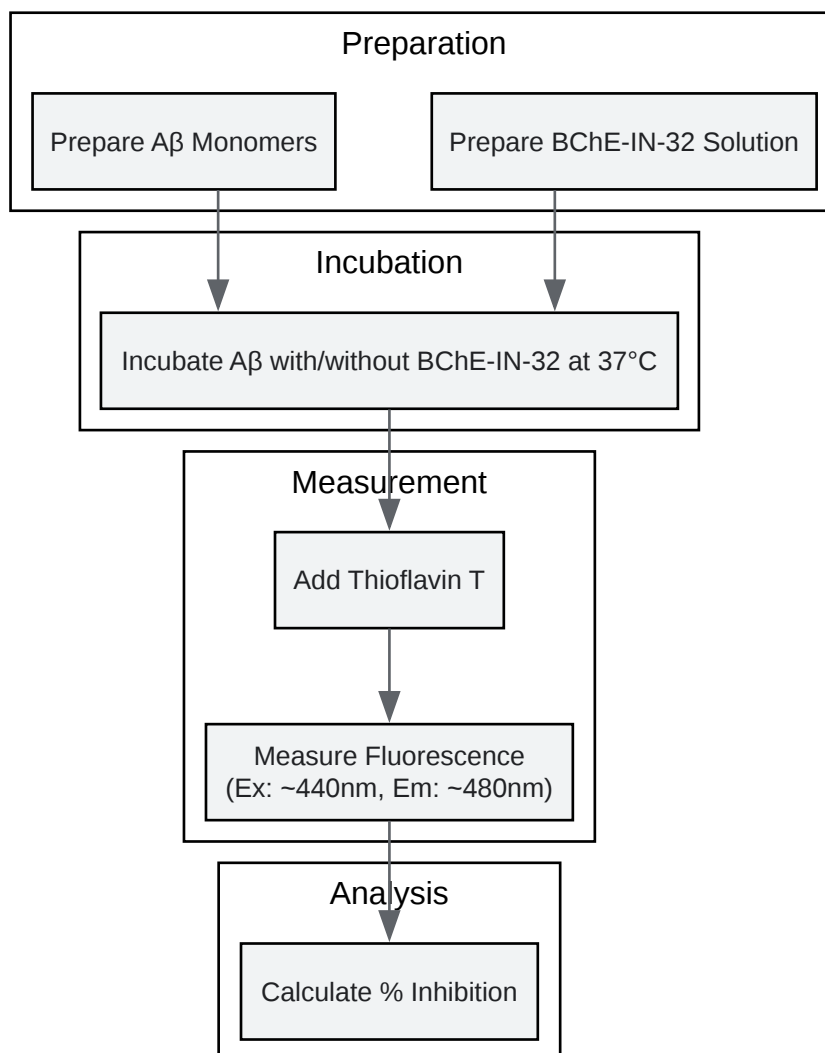 Preparation
Prepare Aβ Monomers
Prepare BChE-IN-32 Solution
Incubation
Incubate Aβ with/without BChE-IN-32 at 37°C
Measurement
Add Thioflavin T
Measure Fluorescence
(Ex: ~440nm, Em: ~480nm)
Analysis
Calculate % Inhibition